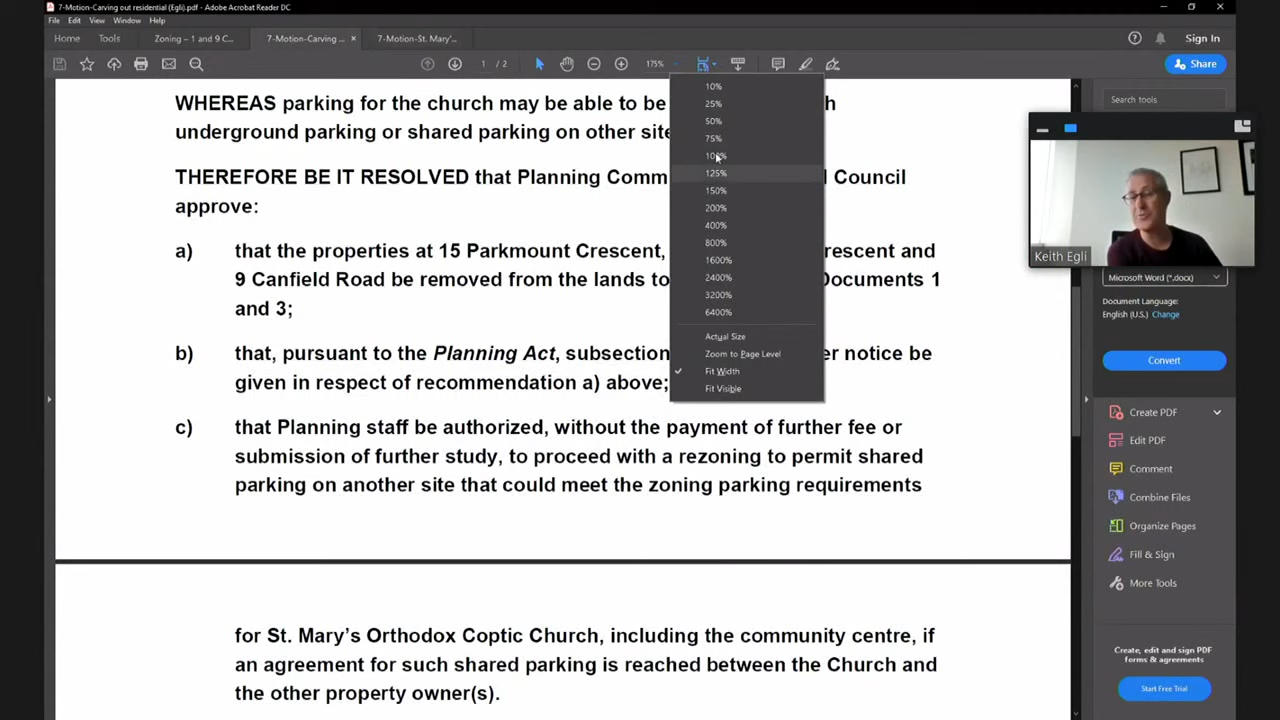 7-Motion-Carving out residential (Egli).pdf - Adobe Acrobat Reader DC
File Edit View Window Help
Home Tools Zoning – 1 and 9 C... 7-Motion-Carving ... × 7-Motion-St. Mary'... Sign In
1 / 2 175% Share
10%
25%
50%
75%
100%
125%
150%
200%
400%
800%
1600%
2400%
3200%
6400%
Actual Size
Zoom to Page Level
Fit Width
Fit Visible
WHEREAS parking for the church may be able to be h
underground parking or shared parking on other site
THEREFORE BE IT RESOLVED that Planning Comm Council
approve:
a) that the properties at 15 Parkmount Crescent, rescent and
9 Canfield Road be removed from the lands to Documents 1
and 3;
b) that, pursuant to the Planning Act, subsection er notice be
given in respect of recommendation a) above;
c) that Planning staff be authorized, without the payment of further fee or
submission of further study, to proceed with a rezoning to permit shared
parking on another site that could meet the zoning parking requirements
for St. Mary's Orthodox Coptic Church, including the community centre, if
an agreement for such shared parking is reached between the Church and
the other property owner(s).
Search tools
Keith Egli
Microsoft Word (*.docx)
Document Language:
English (U.S.) Change
Convert
Create PDF
Edit PDF
Comment
Combine Files
Organize Pages
Fill & Sign
More Tools
Create, edit and sign PDF
forms & agreements
Start Free Trial